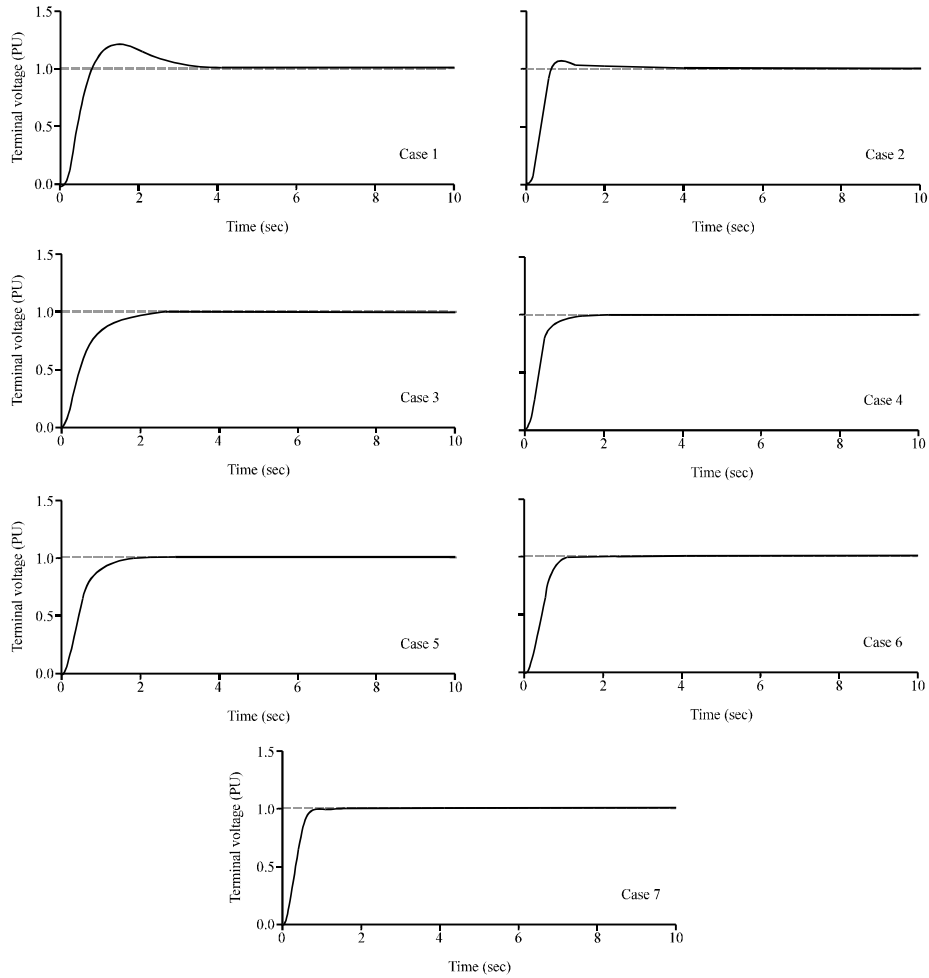 1.5
1.0
0.5
0.0
Terminal voltage (PU)
Case 1
0 2 4 6 8 10
Time (sec)
Case 2
0 2 4 6 8 10
Time (sec)
1.5
1.0
0.5
0.0
Terminal voltage (PU)
Case 3
0 2 4 6 8 10
Time (sec)
Case 4
0 2 4 6 8 10
Time (sec)
1.5
1.0
0.5
0.0
Terminal voltage (PU)
Case 5
0 2 4 6 8 10
Time (sec)
Case 6
0 2 4 6 8 10
Time (sec)
1.5
1.0
0.5
0.0
Terminal voltage (PU)
Case 7
0 2 4 6 8 10
Time (sec)